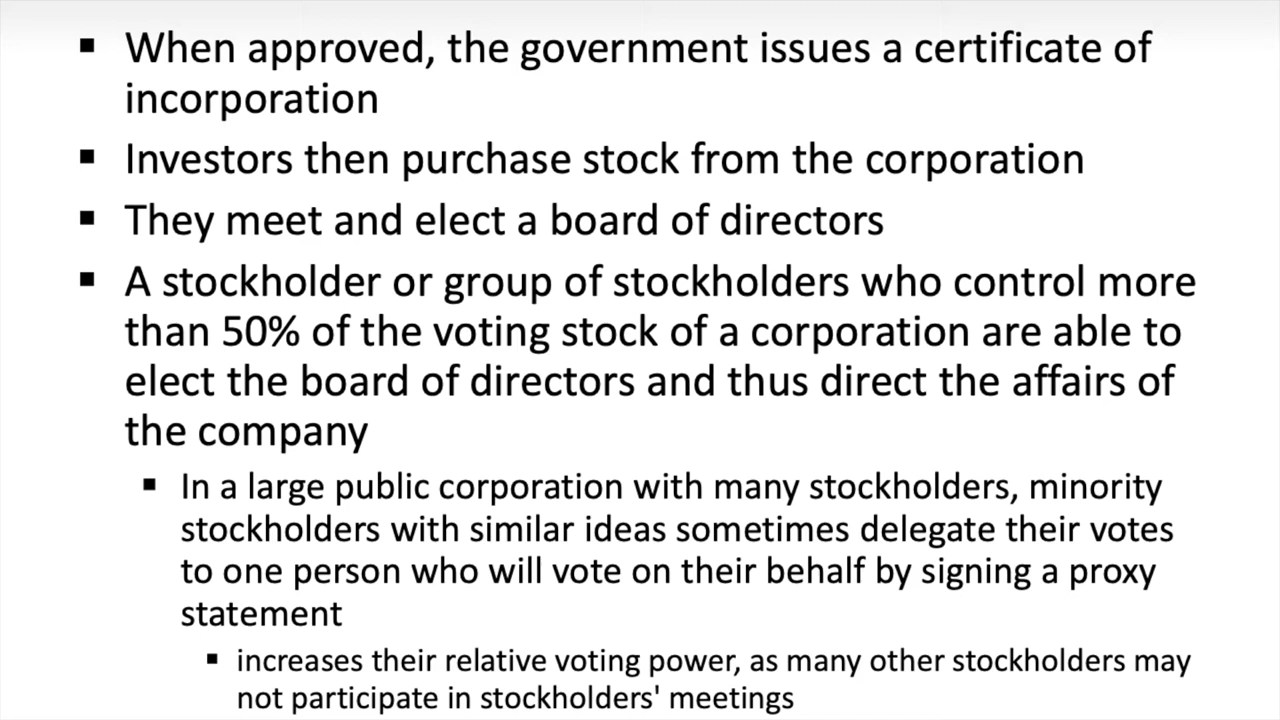 ▪ When approved, the government issues a certificate of
incorporation
▪ Investors then purchase stock from the corporation
▪ They meet and elect a board of directors
▪ A stockholder or group of stockholders who control more
than 50% of the voting stock of a corporation are able to
elect the board of directors and thus direct the affairs of
the company
▪ In a large public corporation with many stockholders, minority
stockholders with similar ideas sometimes delegate their votes
to one person who will vote on their behalf by signing a proxy
statement
▪ increases their relative voting power, as many other stockholders may
not participate in stockholders' meetings